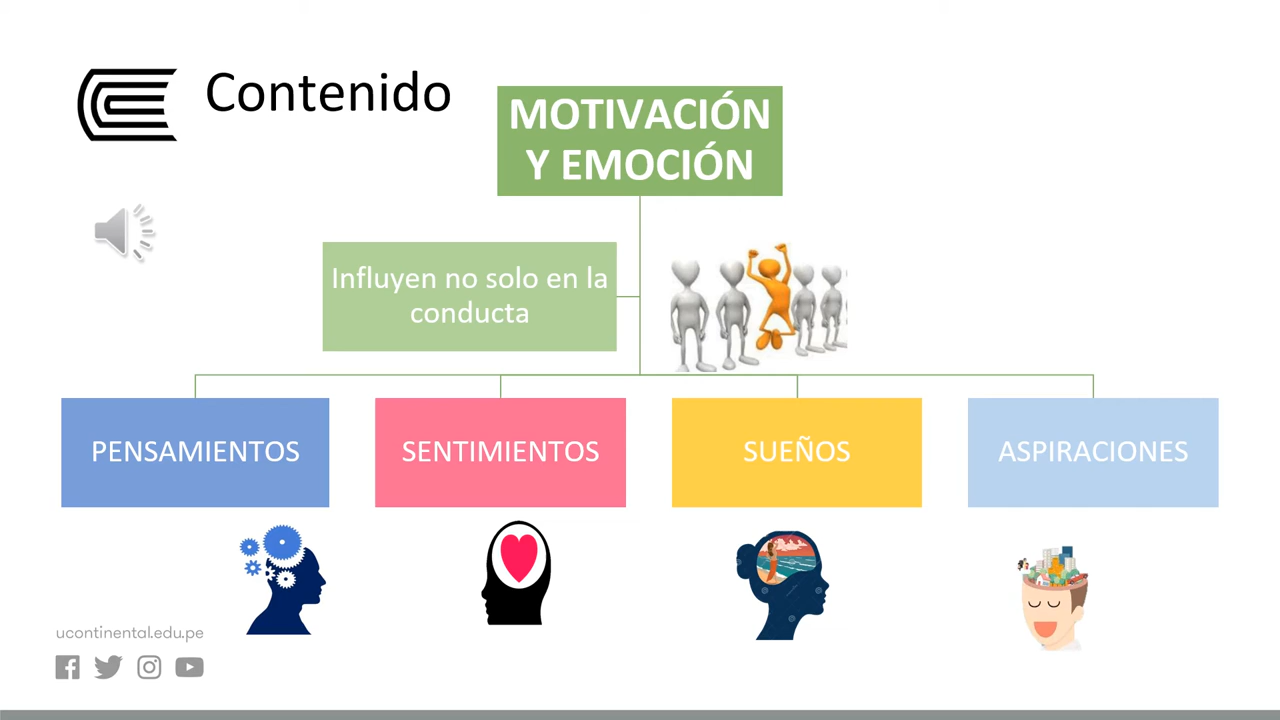 Contenido
MOTIVACIÓN
Y EMOCIÓN
Influyen no solo en la
conducta
PENSAMIENTOS
SENTIMIENTOS
SUEÑOS
ASPIRACIONES
ucontinental.edu.pe